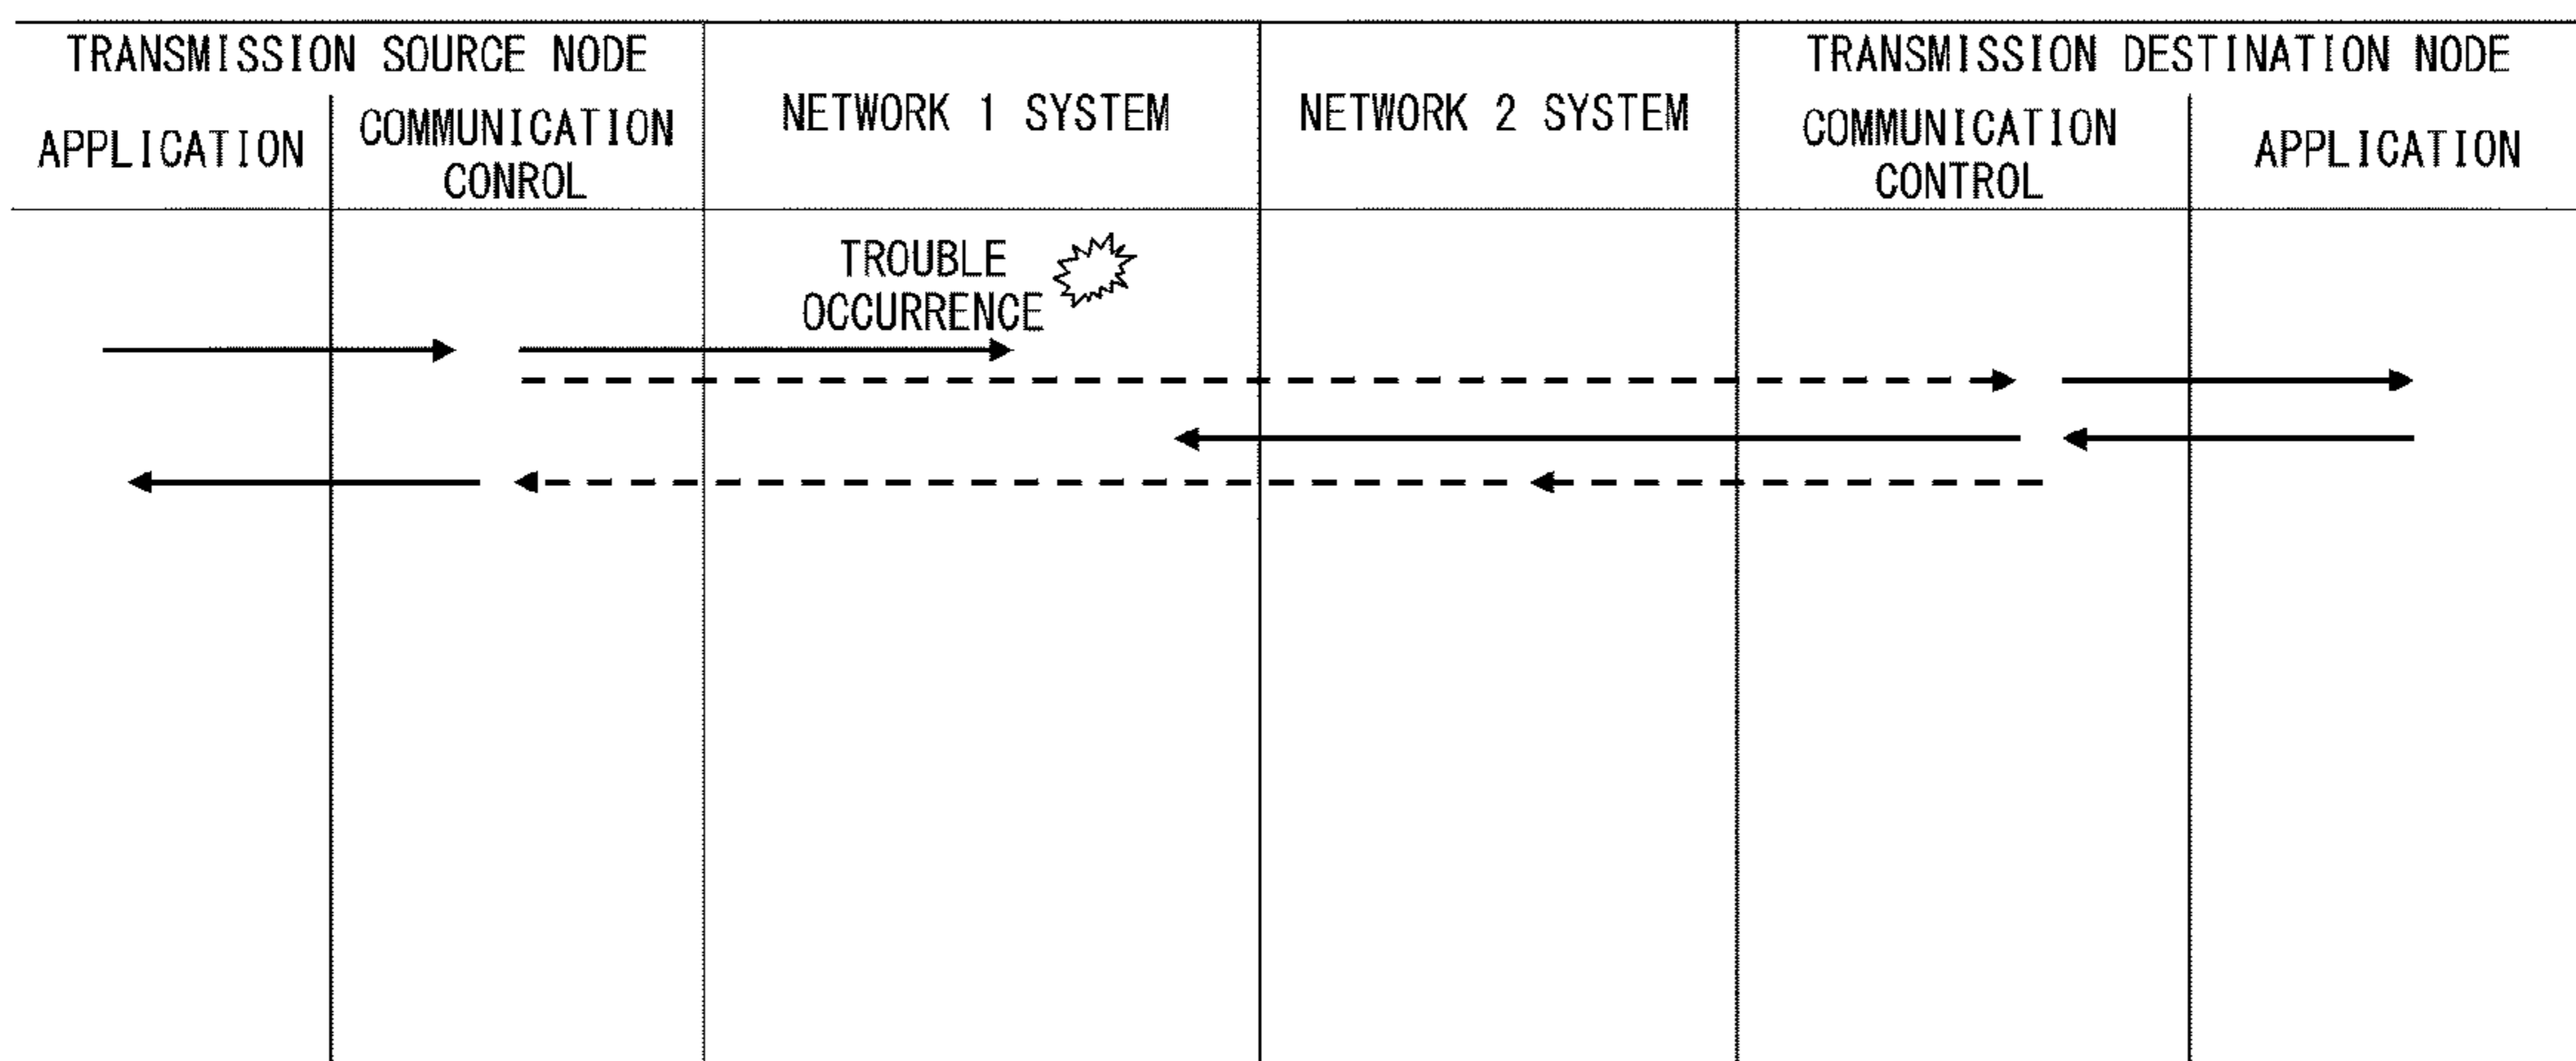 TRANSMISSION SOURCE NODE
APPLICATION
COMMUNICATION
CONROL
NETWORK 1 SYSTEM
NETWORK 2 SYSTEM
TRANSMISSION DESTINATION NODE
COMMUNICATION
CONTROL
APPLICATION
TROUBLE
OCCURRENCE